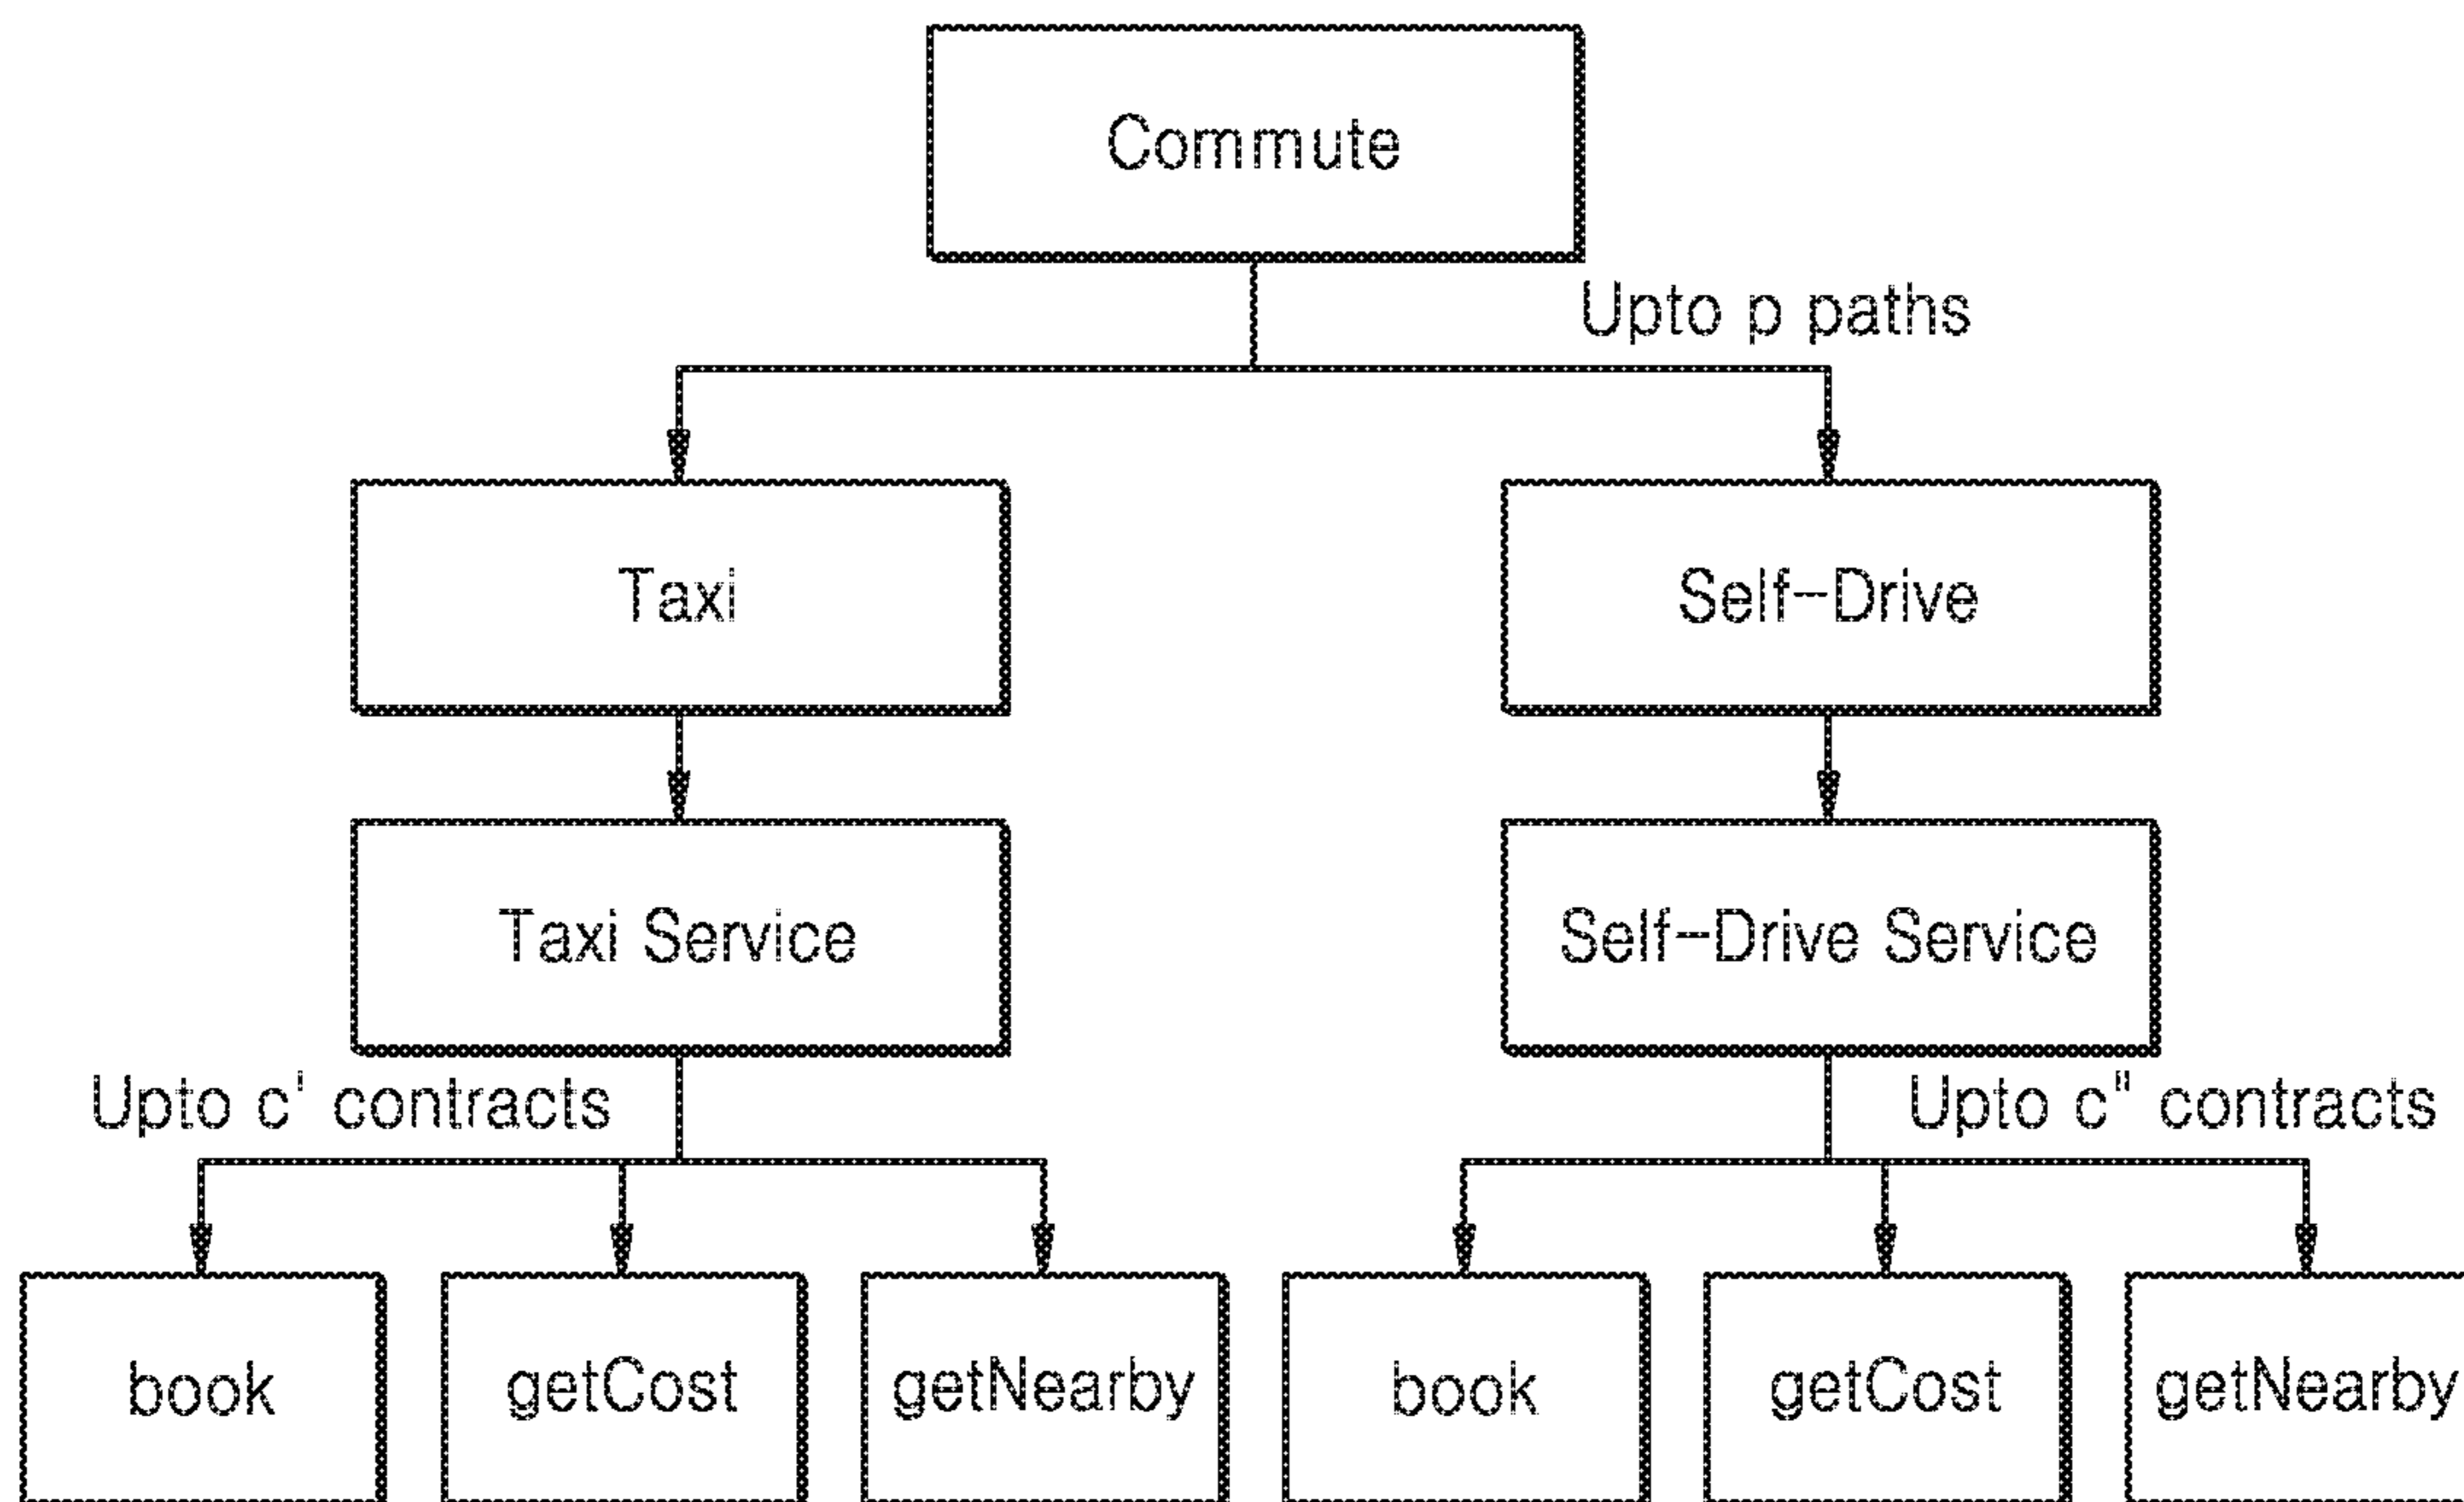 Commute
Upto p paths
Taxi
Self-Drive
Taxi Service
Self-Drive Service
Upto c' contracts
Upto c" contracts
book
getCost
getNearby
book
getCost
getNearby